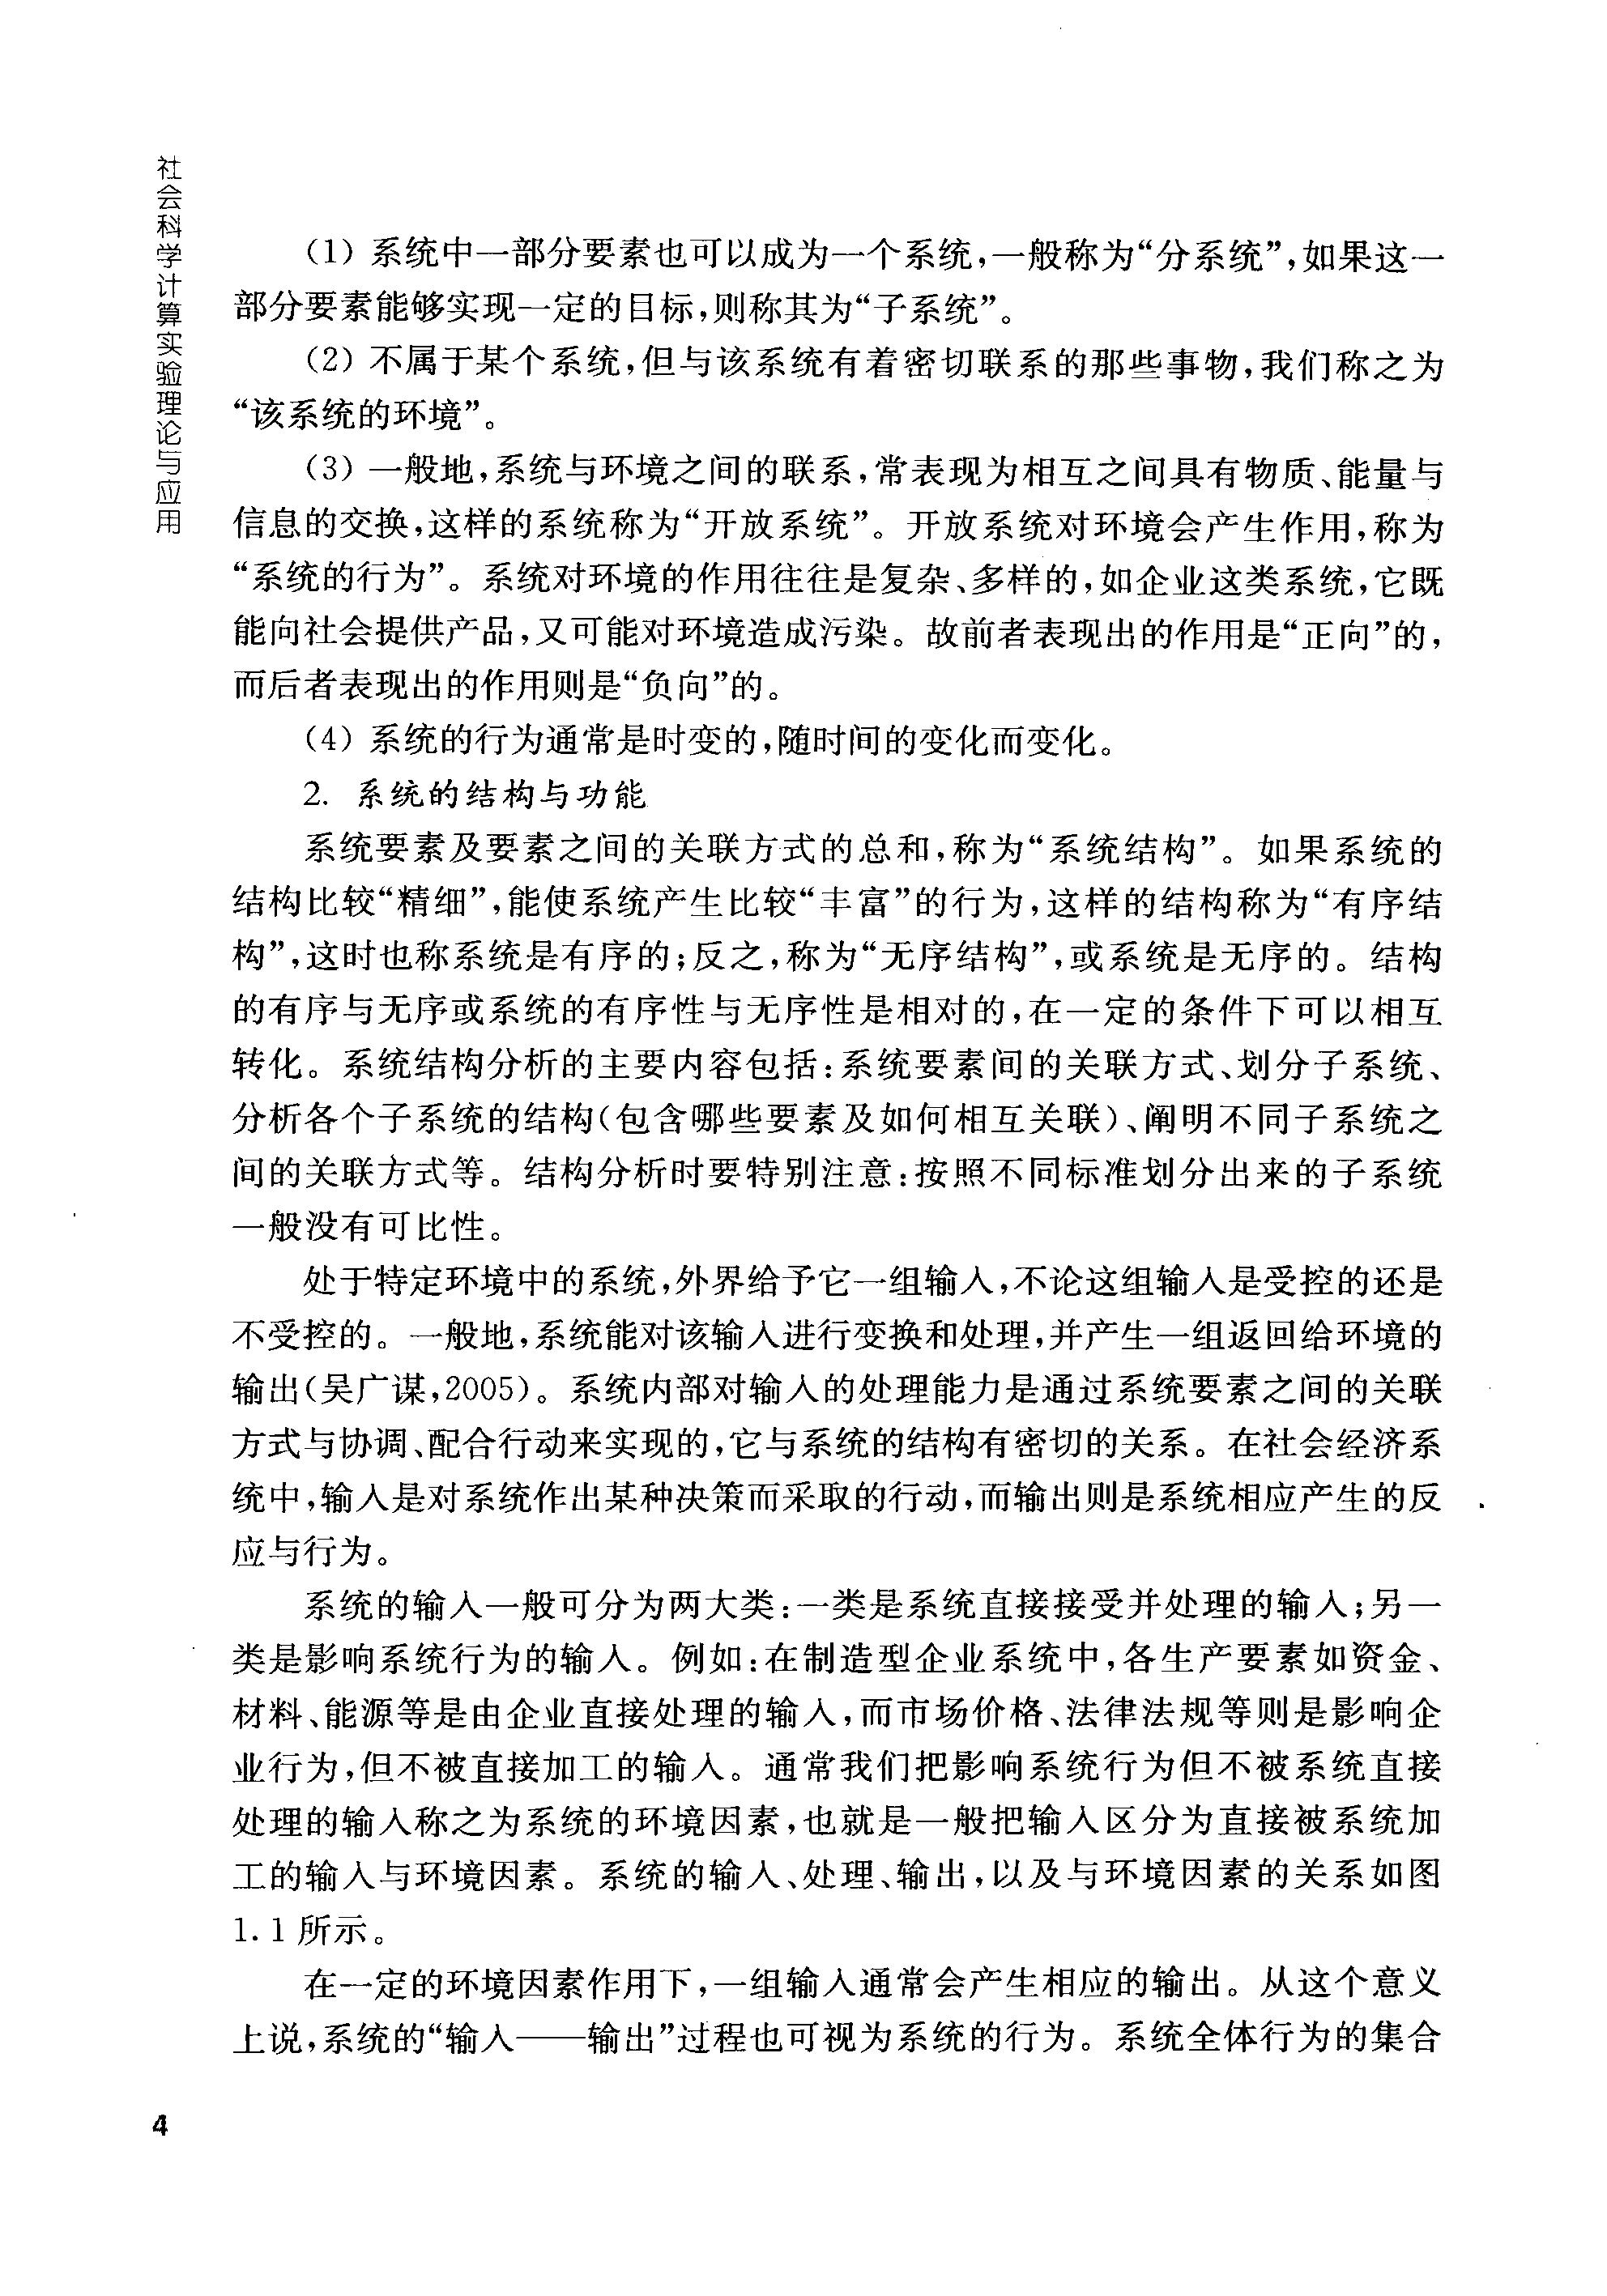 社会科学计算实验理论与应用
（1）系统中一部分要素也可以成为一个系统，一般称为“分系统”，如果这一
部分要素能够实现一定的目标，则称其为“子系统”。
（2）不属于某个系统，但与该系统有着密切联系的那些事物，我们称之为
“该系统的环境”。
（3）一般地，系统与环境之间的联系，常表现为相互之间具有物质、能量与
信息的交换，这样的系统称为“开放系统”。开放系统对环境会产生作用，称为
“系统的行为”。系统对环境的作用往往是复杂、多样的，如企业这类系统，它既
能向社会提供产品，又可能对环境造成污染。故前者表现出的作用是“正向”的，
而后者表现出的作用则是“负向”的。
（4）系统的行为通常是时变的，随时间的变化而变化。
2. 系统的结构与功能
系统要素及要素之间的关联方式的总和，称为“系统结构”。如果系统的
结构比较“精细”，能使系统产生比较“丰富”的行为，这样的结构称为“有序结
构”，这时也称系统是有序的；反之，称为“无序结构”，或系统是无序的。结构
的有序与无序或系统的有序性与无序性是相对的，在一定的条件下可以相互
转化。系统结构分析的主要内容包括：系统要素间的关联方式、划分子系统、
分析各个子系统的结构（包含哪些要素及如何相互关联）、阐明不同子系统之
间的关联方式等。结构分析时要特别注意：按照不同标准划分出来的子系统
一般没有可比性。
处于特定环境中的系统，外界给予它一组输入，不论这组输入是受控的还是
不受控的。一般地，系统能对该输入进行变换和处理，并产生一组返回给环境的
输出（吴广谋，2005）。系统内部对输入的处理能力是通过系统要素之间的关联
方式与协调、配合行动来实现的，它与系统的结构有密切的关系。在社会经济系
统中，输入是对系统作出某种决策而采取的行动，而输出则是系统相应产生的反
应与行为。
系统的输入一般可分为两大类：一类是系统直接接受并处理的输入；另一
类是影响系统行为的输入。例如：在制造型企业系统中，各生产要素如资金、
材料、能源等是由企业直接处理的输入，而市场价格、法律法规等则是影响企
业行为，但不被直接加工的输入。通常我们把影响系统行为但不被系统直接
处理的输入称之为系统的环境因素，也就是一般把输入区分为直接被系统加
工的输入与环境因素。系统的输入、处理、输出，以及与环境因素的关系如图
1.1 所示。
在一定的环境因素作用下，一组输入通常会产生相应的输出。从这个意义
上说，系统的“输入——输出”过程也可视为系统的行为。系统全体行为的集合
4